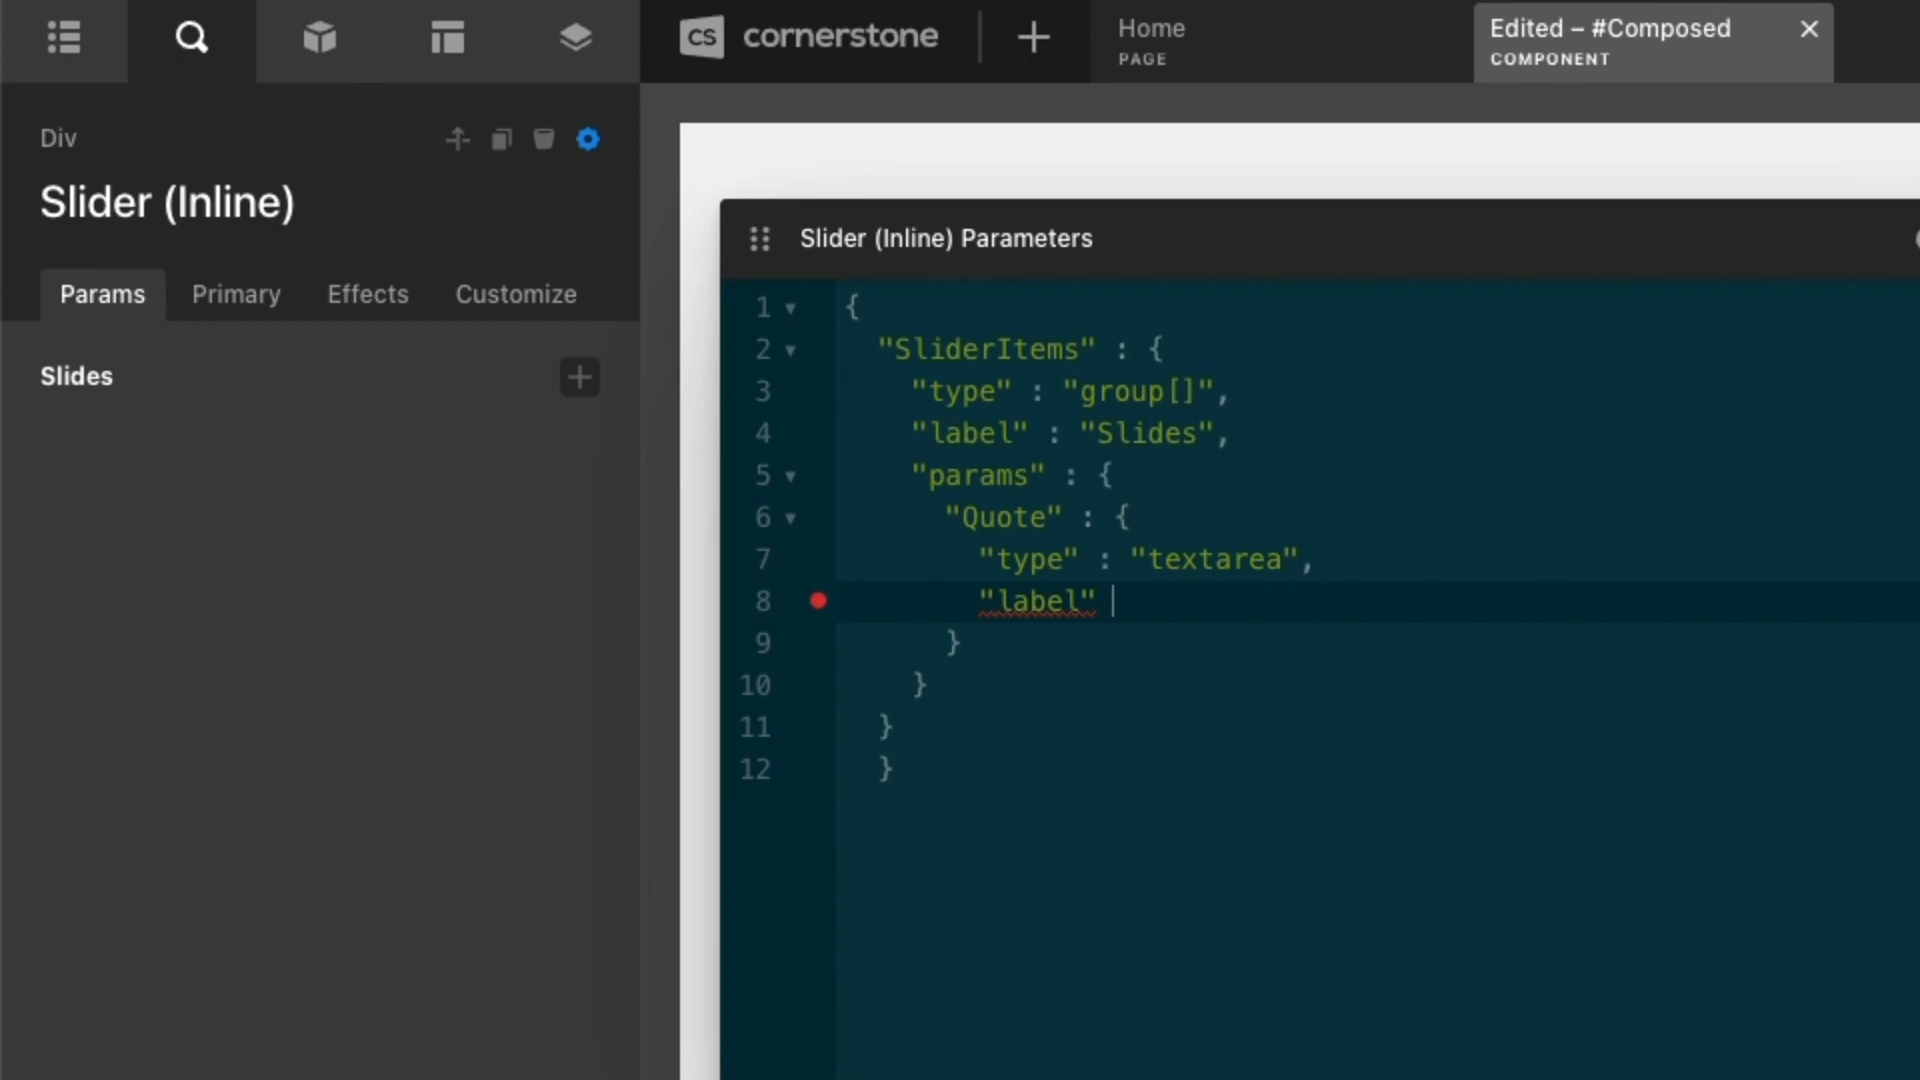 CS cornerstone
Home
PAGE
Edited – #Composed
COMPONENT
Div
Slider (Inline)
Params Primary Effects Customize
Slides
Slider (Inline) Parameters
1 {
2 "SliderItems" : {
3 "type" : "group[]",
4 "label" : "Slides",
5 "params" : {
6 "Quote" : {
7 "type" : "textarea",
8 "label"
9 }
10 }
11 }
12 }